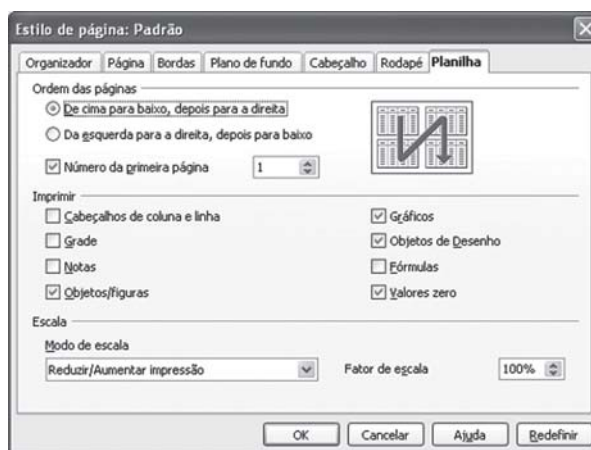 Estilo de página: Padrão
Organizador Página Bordas Plano de fundo Cabeçalho Rodapé Planilha
Ordem das páginas
De cima para baixo, depois para a direita
Da esquerda para a direita, depois para baixo
Número da primeira página 1
Imprimir
Cabeçalhos de coluna e linha Gráficos
Grade Objetos de Desenho
Notas Fórmulas
Objetos/figuras Valores zero
Escala
Modo de escala
Reduzir/Aumentar impressão Fator de escala 100%
OK Cancelar Ajuda Redefinir